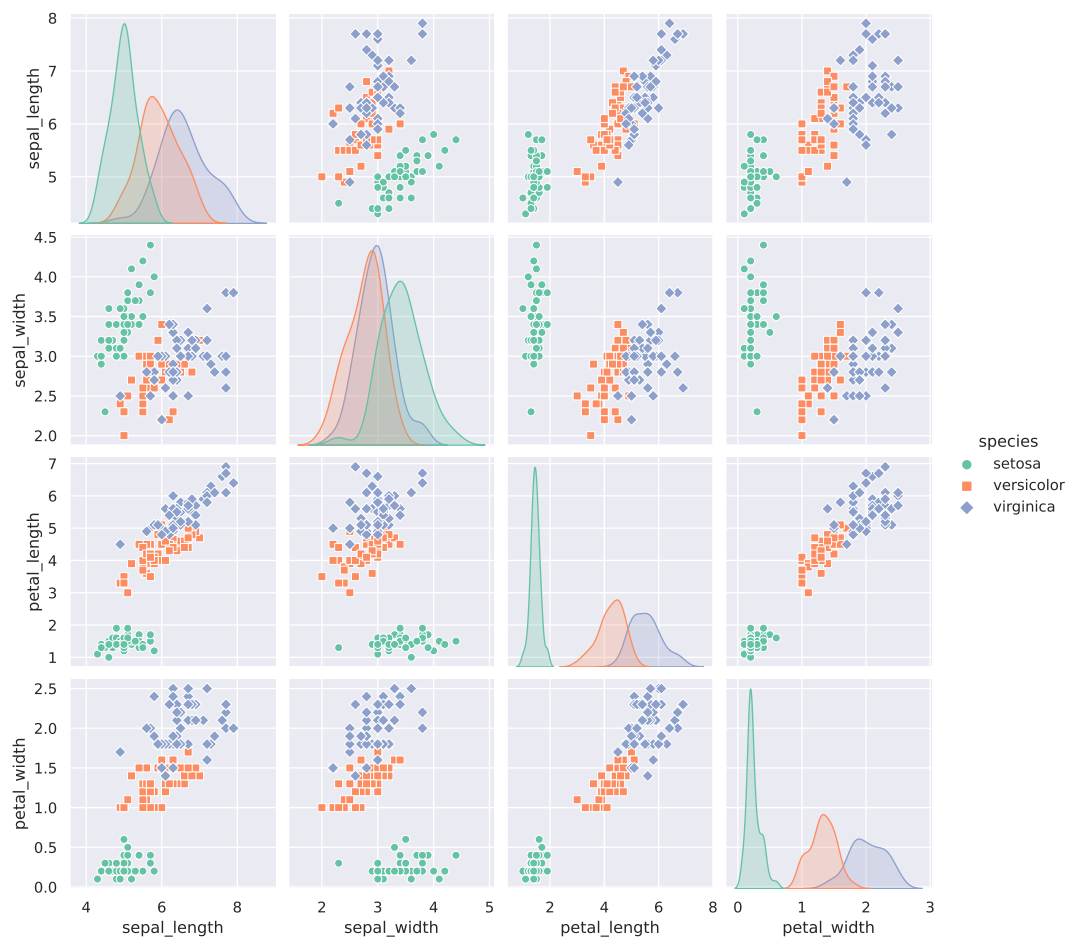 8
7
6
5
sepal_length
4.5
4.0
3.5
3.0
2.5
2.0
sepal_width
species
setosa
versicolor
virginica
7
6
5
4
3
2
1
petal_length
2.5
2.0
1.5
1.0
0.5
0.0
petal_width
4 6 8
sepal_length
2 3 4 5
sepal_width
2 4 6 8
petal_length
0 1 2 3
petal_width